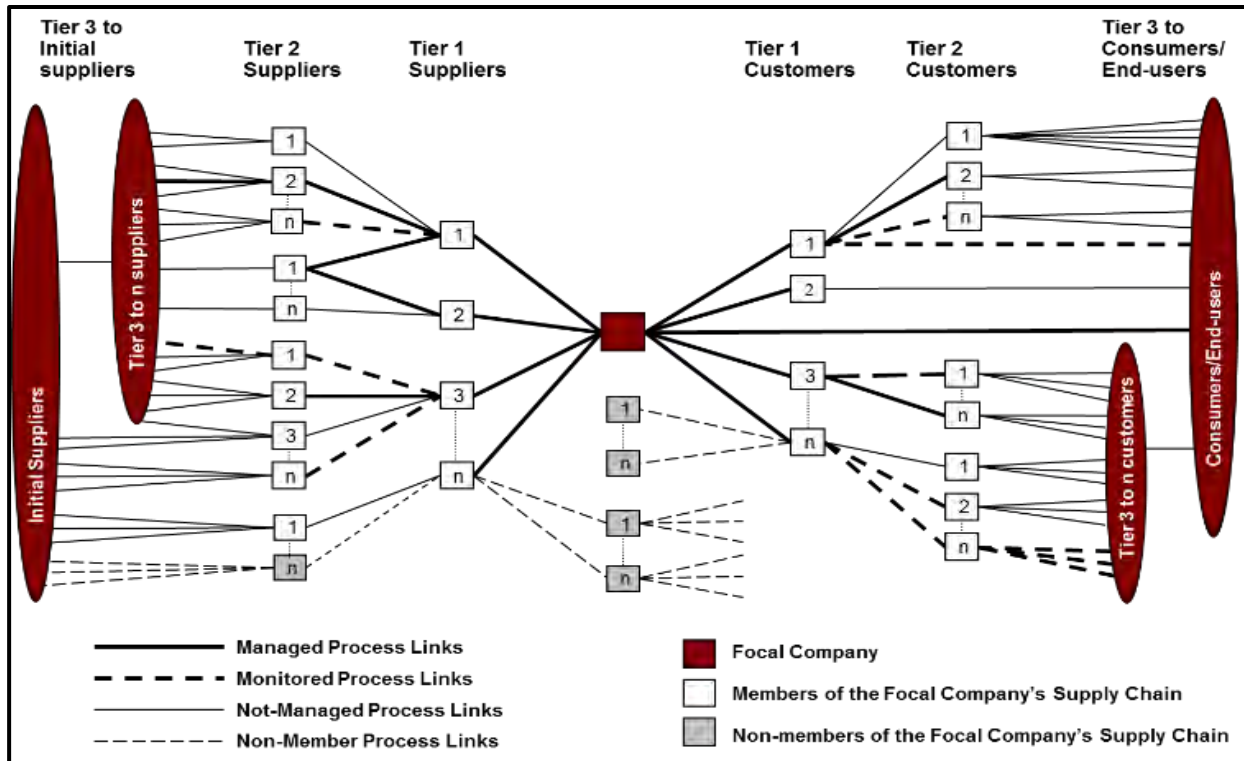 Tier 3 to
Initial
suppliers
Tier 2
Suppliers
Tier 1
Suppliers
Tier 1
Customers
Tier 2
Customers
Tier 3 to
Consumers/
End-users
Initial Suppliers
Tier 3 to n suppliers
1
2
n
1
n
1
2
3
n
1
n
1
2
3
n
1
n
1
n
1
2
3
n
1
2
n
1
n
1
2
n
Tier 3 to n customers
Consumers/End-users
Managed Process Links
Monitored Process Links
Not-Managed Process Links
Non-Member Process Links
Focal Company
Members of the Focal Company's Supply Chain
Non-members of the Focal Company's Supply Chain